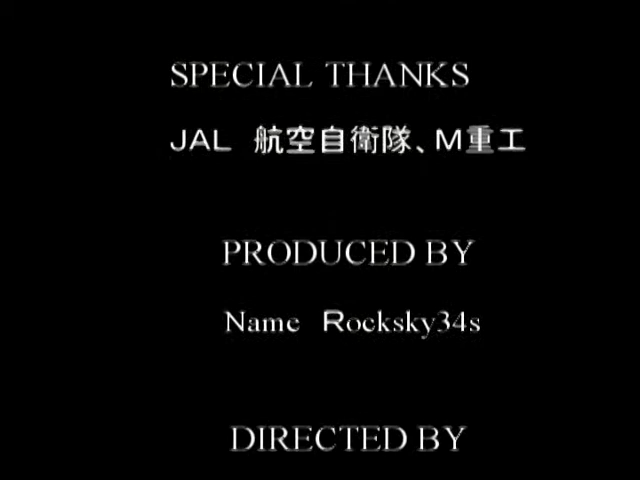 SPECIAL THANKS
JAL　航空自衛隊、M重工
PRODUCED BY
Name　Rocksky34s
DIRECTED BY